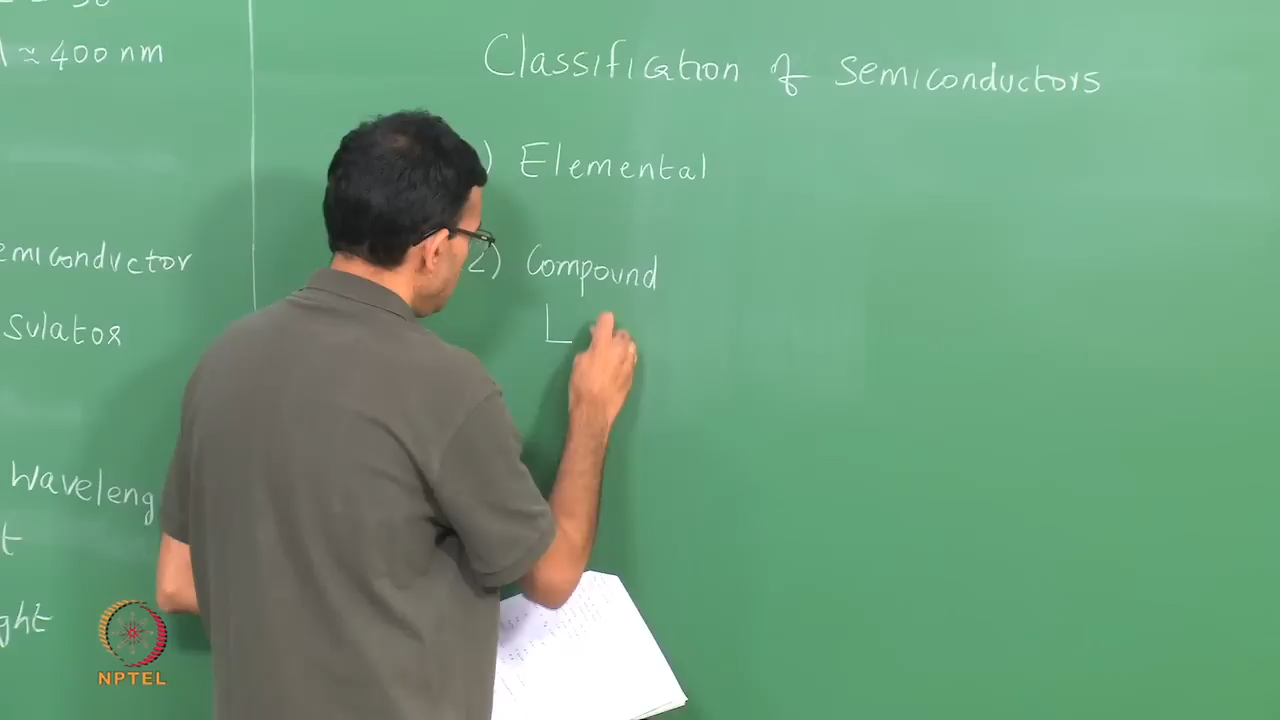 ≈ 400 nm
emiconductor
sulator
Waveleng
t
ght
Classification of Semiconductors
) Elemental
2) Compound
NPTEL